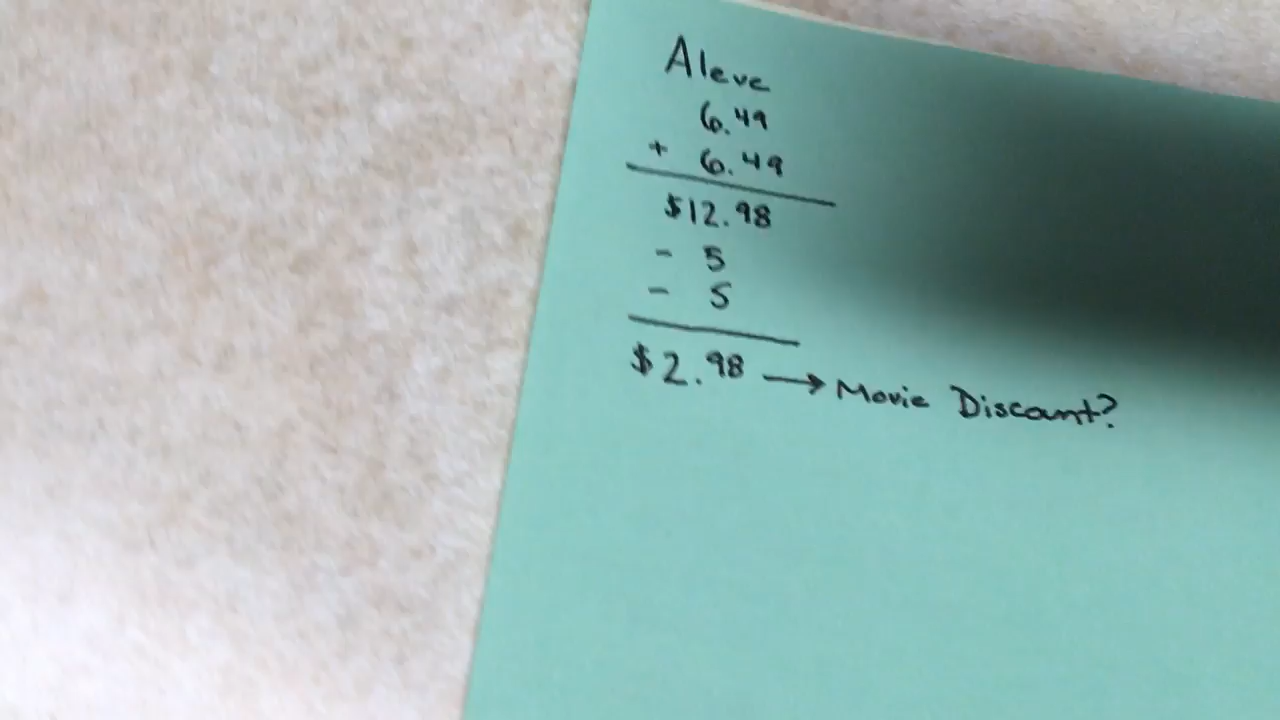 Aleve
6.49
+ 6.49
$12.98
- 5
- 5
$2.98 → Movie Discount?